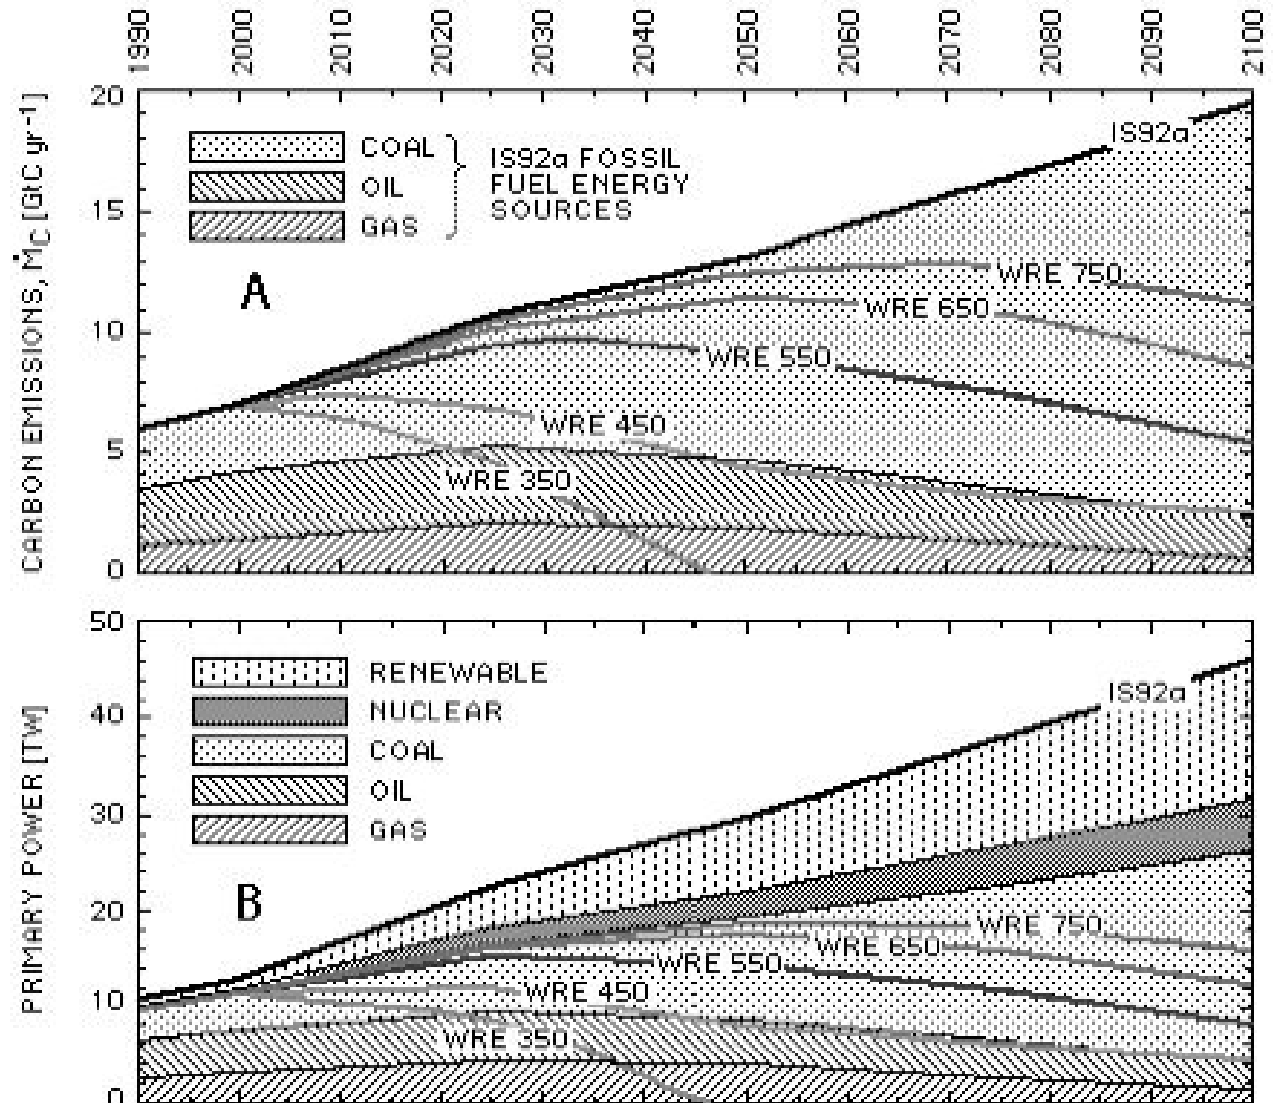 1990 2000 2010 2020 2030 2040 2050 2060 2070 2080 2090 2100
CARBON EMISSIONS, ṀC [GtC yr⁻¹]
20
15
10
5
0
COAL
OIL
GAS
IS92a FOSSIL
FUEL ENERGY
SOURCES
A
IS92a
WRE 750
WRE 650
WRE 550
WRE 450
WRE 350
PRIMARY POWER [TW]
50
40
30
20
10
0
RENEWABLE
NUCLEAR
COAL
OIL
GAS
B
IS92a
WRE 750
WRE 650
WRE 550
WRE 450
WRE 350